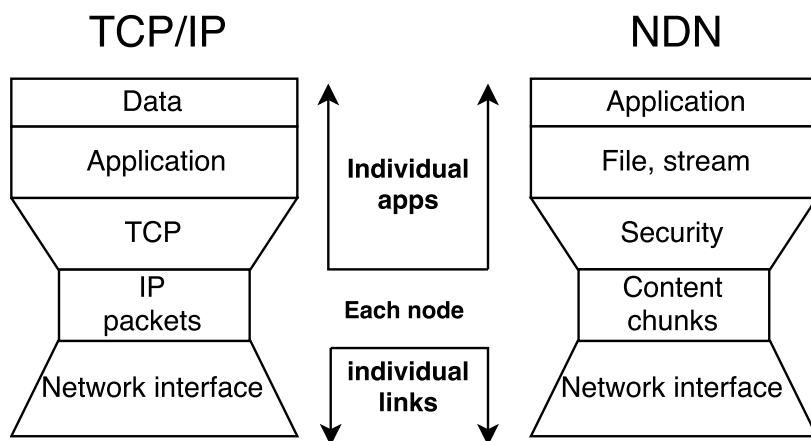 TCP/IP
NDN
Data
Application
TCP
IP
packets
Network interface
Individual
apps
Each node
individual
links
Application
File, stream
Security
Content
chunks
Network interface